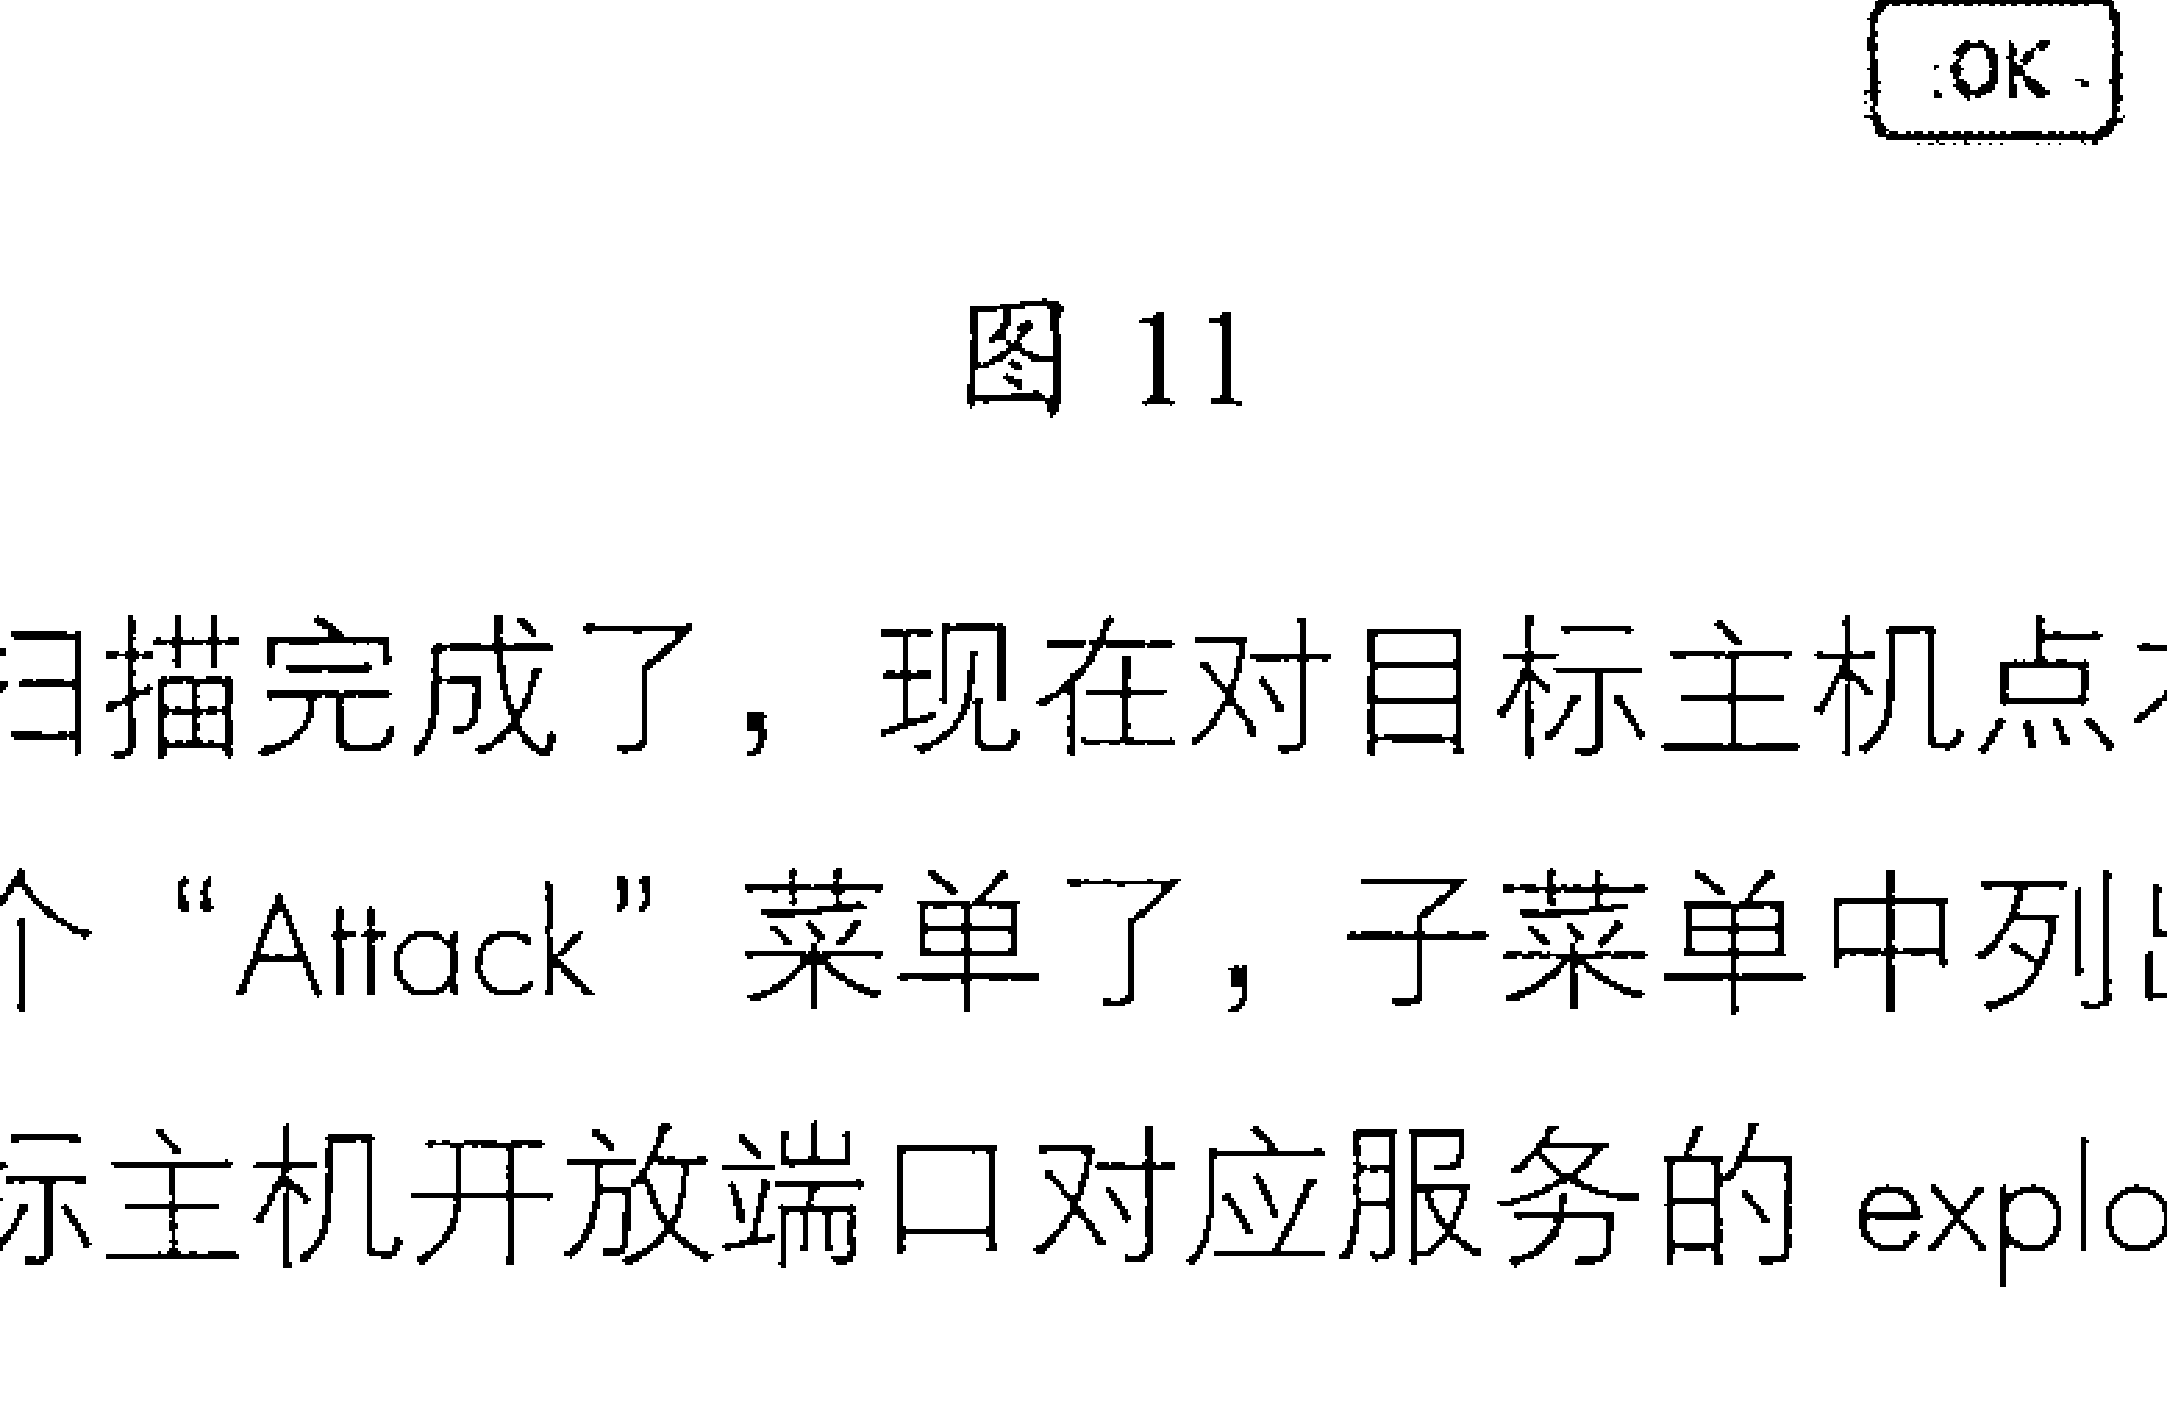 OK
图 11
扫描完成了，现在对目标主机点
个“Attack”菜单了，子菜单中列
标主机开放端口对应服务的 explo